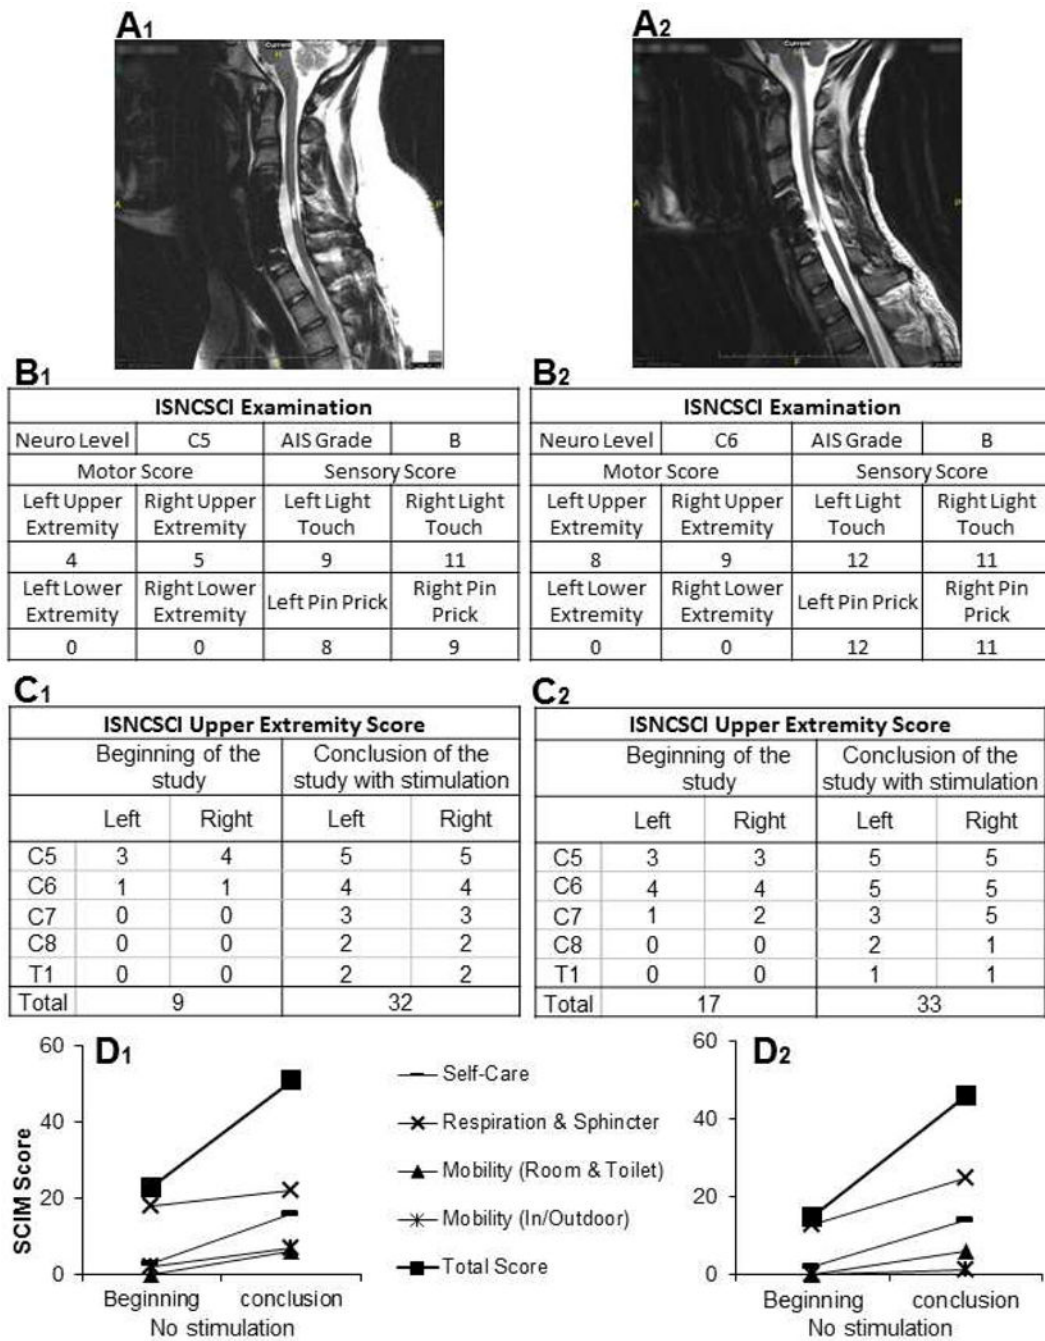 A1
A2
Current
Current
A
P
A
P
B1
B2
ISNCSCI Examination
Neuro Level C5 AIS Grade B
Motor Score Sensory Score
Left Upper Extremity Right Upper Extremity Left Light Touch Right Light Touch
4 5 9 11
Left Lower Extremity Right Lower Extremity Left Pin Prick Right Pin Prick
0 0 8 9
ISNCSCI Examination
Neuro Level C6 AIS Grade B
Motor Score Sensory Score
Left Upper Extremity Right Upper Extremity Left Light Touch Right Light Touch
8 9 12 11
Left Lower Extremity Right Lower Extremity Left Pin Prick Right Pin Prick
0 0 12 11
C1
C2
ISNCSCI Upper Extremity Score
Beginning of the study Conclusion of the study with stimulation
Left Right Left Right
C5 3 4 5 5
C6 1 1 4 4
C7 0 0 3 3
C8 0 0 2 2
T1 0 0 2 2
Total 9 32
ISNCSCI Upper Extremity Score
Beginning of the study Conclusion of the study with stimulation
Left Right Left Right
C5 3 3 5 5
C6 4 4 5 5
C7 1 2 3 5
C8 0 0 2 1
T1 0 0 1 1
Total 17 33
D1
60
40
20
0
SCIM Score
Beginning conclusion
No stimulation
Self-Care
Respiration & Sphincter
Mobility (Room & Toilet)
Mobility (In/Outdoor)
Total Score
D2
60
40
20
0
Beginning conclusion
No stimulation